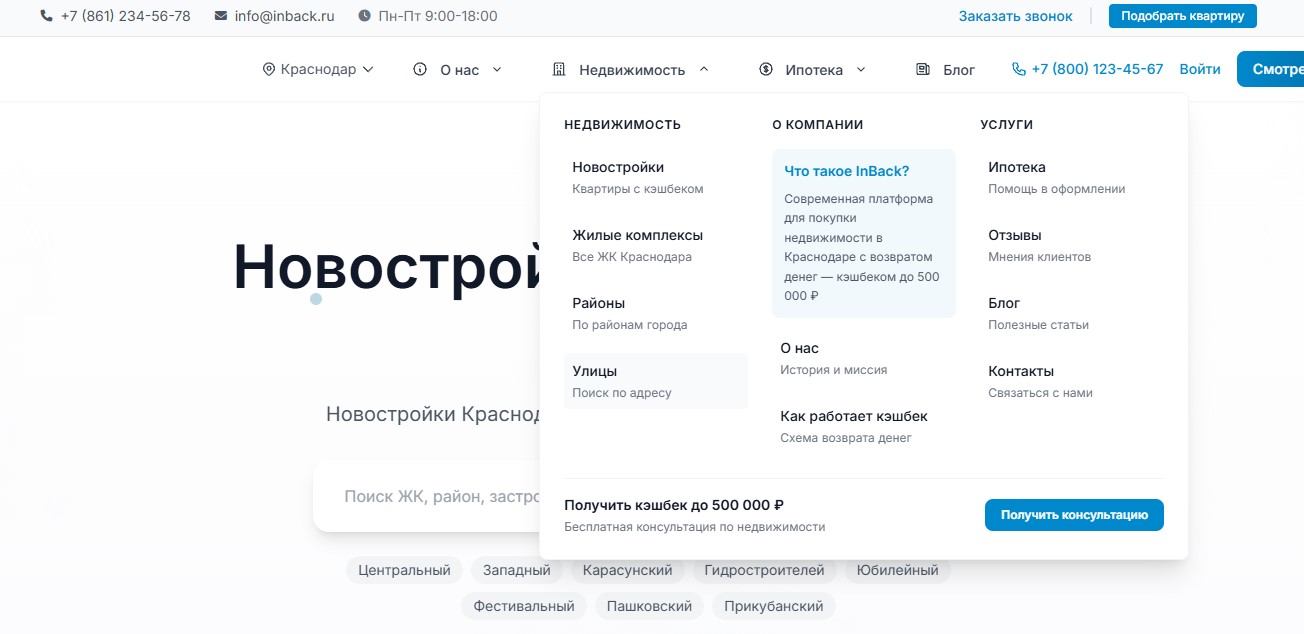 +7 (861) 234-56-78 info@inback.ru Пн-Пт 9:00-18:00 Заказать звонок Подобрать квартиру
Краснодар О нас Недвижимость Ипотека Блог +7 (800) 123-45-67 Войти Смотре
НЕДВИЖИМОСТЬ
Новостройки
Квартиры с кэшбеком
Жилые комплексы
Все ЖК Краснодара
Районы
По районам города
Улицы
Поиск по адресу
О КОМПАНИИ
Что такое InBack?
Современная платформа
для покупки
недвижимости в
Краснодаре с возвратом
денег — кэшбеком до 500
000 ₽
О нас
История и миссия
Как работает кэшбек
Схема возврата денег
УСЛУГИ
Ипотека
Помощь в оформлении
Отзывы
Мнения клиентов
Блог
Полезные статьи
Контакты
Связаться с нами
Получить кэшбек до 500 000 ₽
Бесплатная консультация по недвижимости
Получить консультацию
Новострой
Новостройки Краснод
Поиск ЖК, район, застро
Центральный Западный Карасунский Гидростроителей Юбилейный
Фестивальный Пашковский Прикубанский